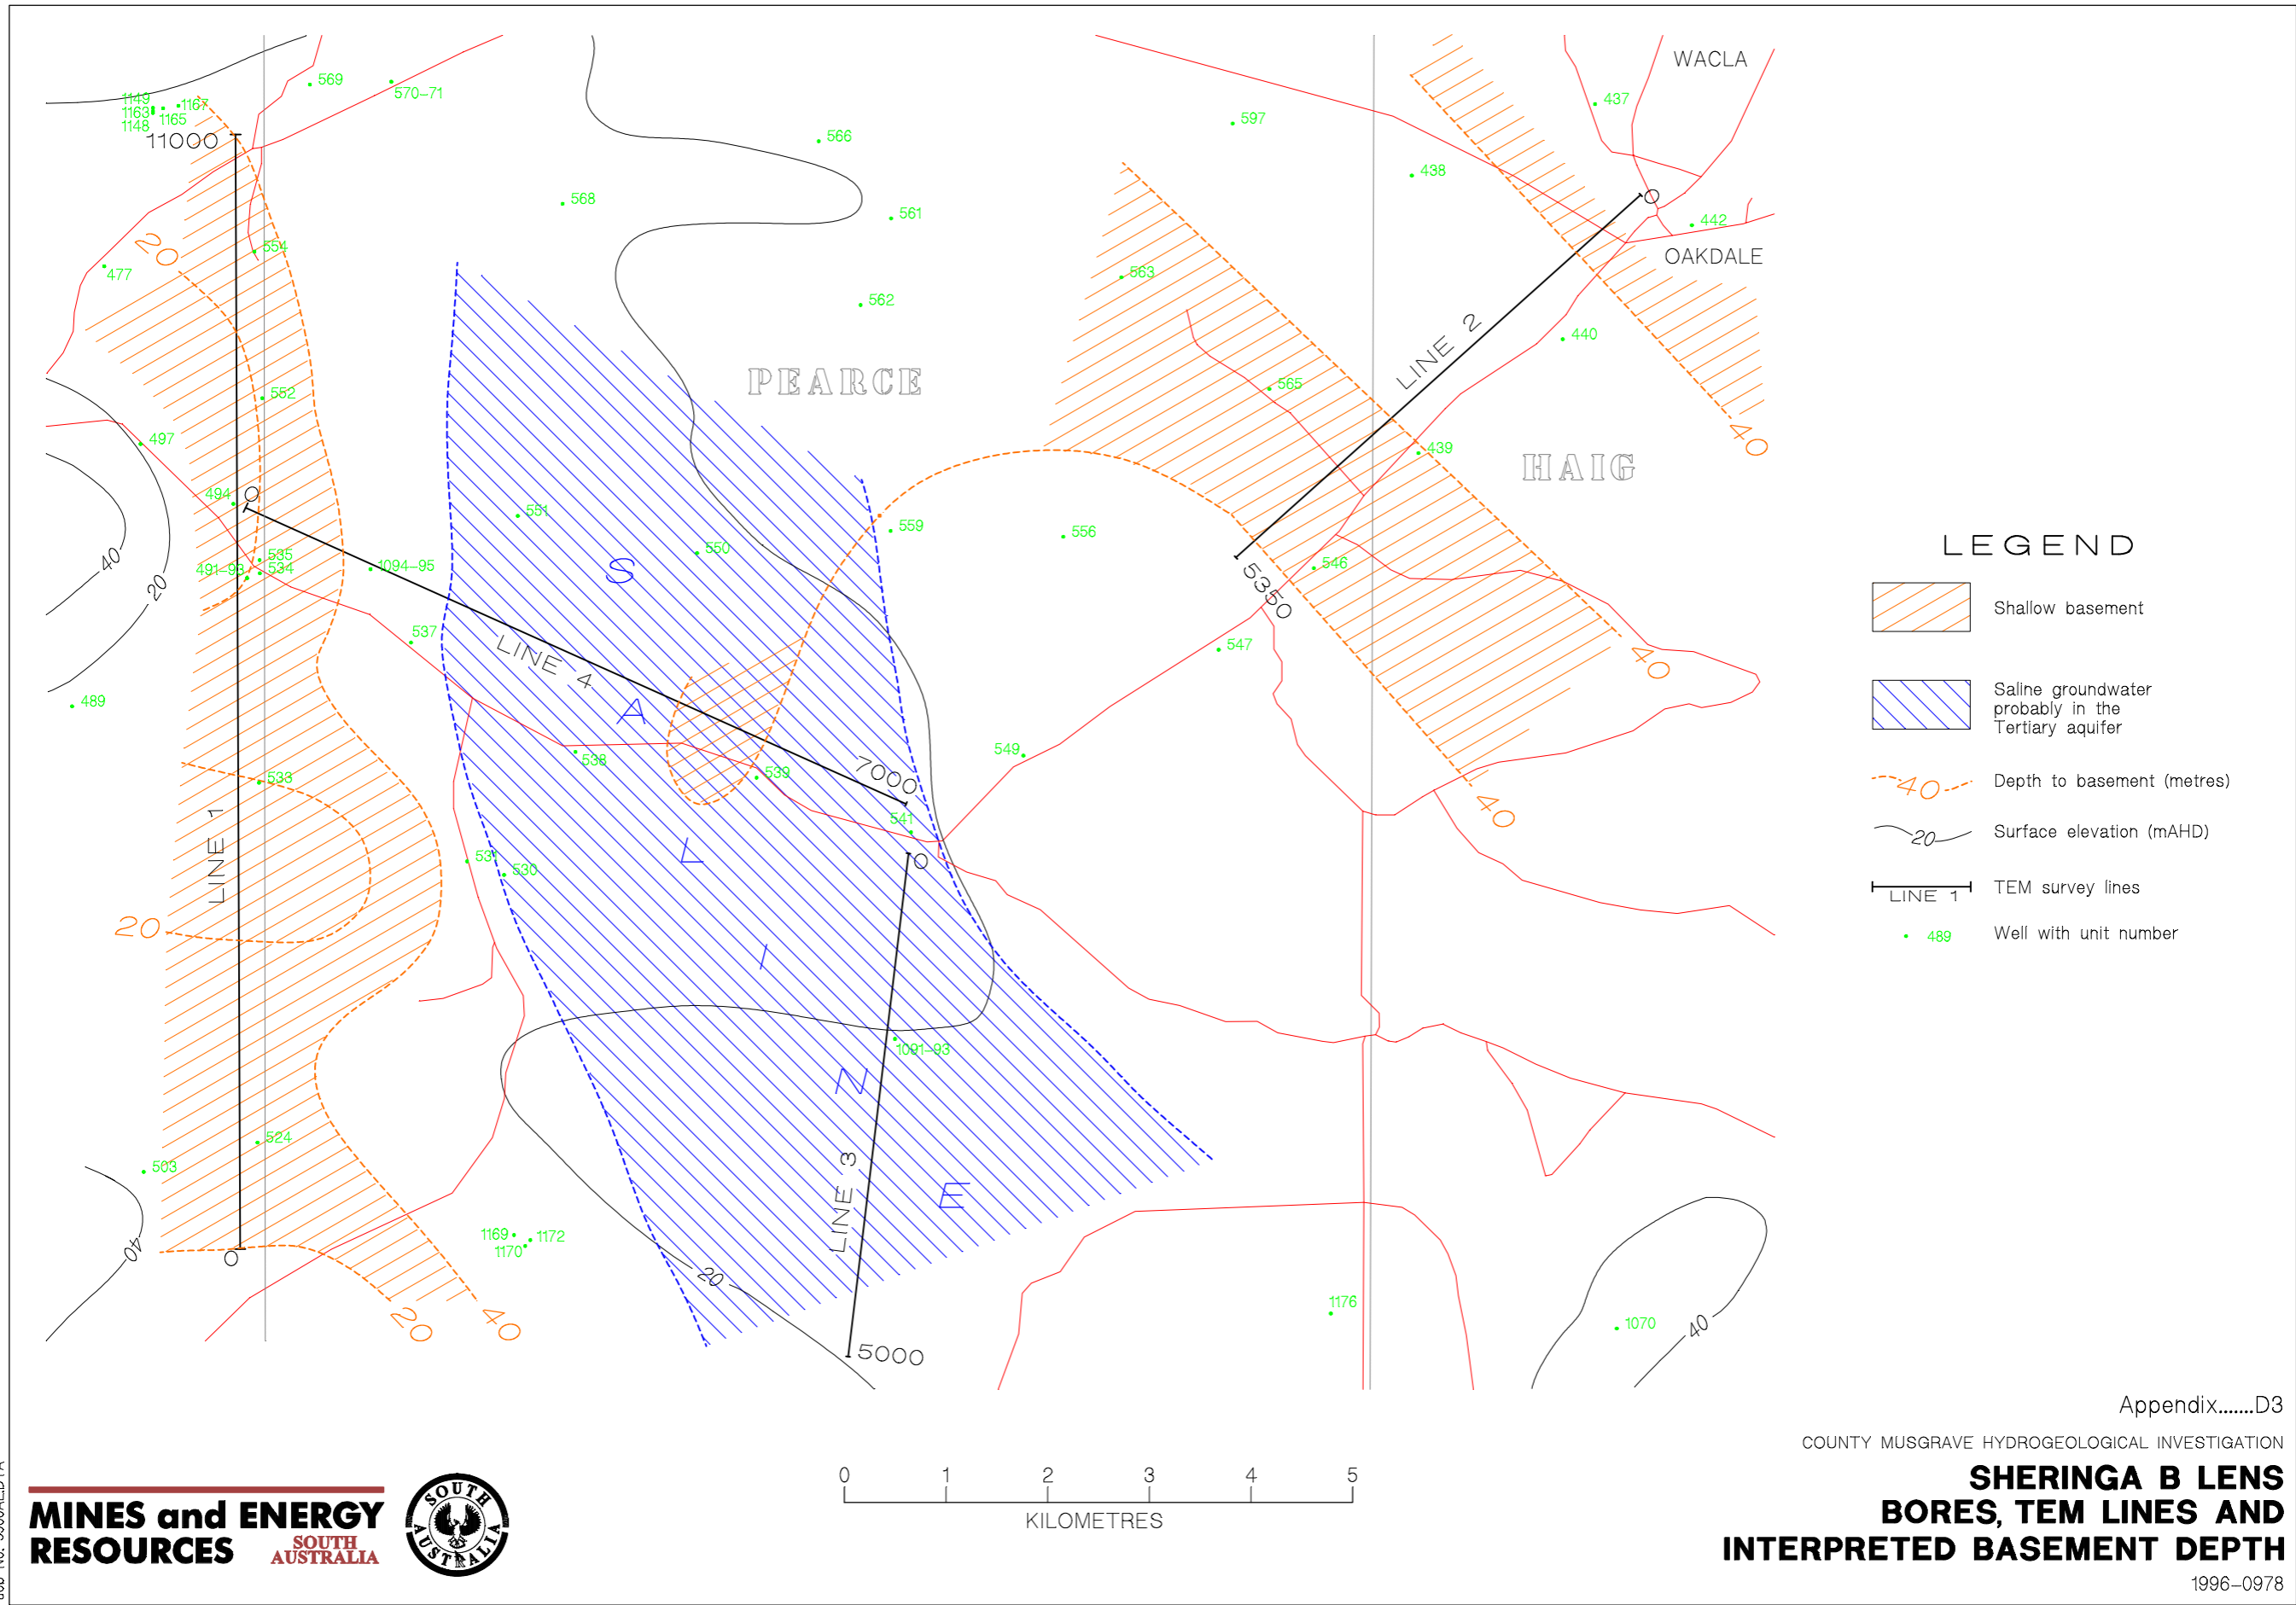 WACLA
569
570-71
1149
1163
1148
1167
1165
11000
437
597
566
438
568
561
442
OAKDALE
20
554
477
563
562
440
LINE 2
0
PEARCE
565
552
497
439
40
HAIG
494
0
551
559
556
550
S
535
534
491-93
1094-95
40
20
546
5350
537
547
LINE 4
40
489
A
538
539
549
7000
533
541
40
LINE 1
L
0
531
530
20
I
1091-93
N
524
503
LINE 3
E
40
1169
1172
1170
0
20
20
40
5000
1176
1070
40
LEGEND
Shallow basement
Saline groundwater
probably in the
Tertiary aquifer
40
Depth to basement (metres)
20
Surface elevation (mAHD)
LINE 1
TEM survey lines
489
Well with unit number
0 1 2 3 4 5
KILOMETRES
MINES and ENERGY
RESOURCES
SOUTH
AUSTRALIA
SOUTH
AUSTRALIA
Appendix.......D3
COUNTY MUSGRAVE HYDROGEOLOGICAL INVESTIGATION
SHERINGA B LENS
BORES, TEM LINES AND
INTERPRETED BASEMENT DEPTH
1996-0978